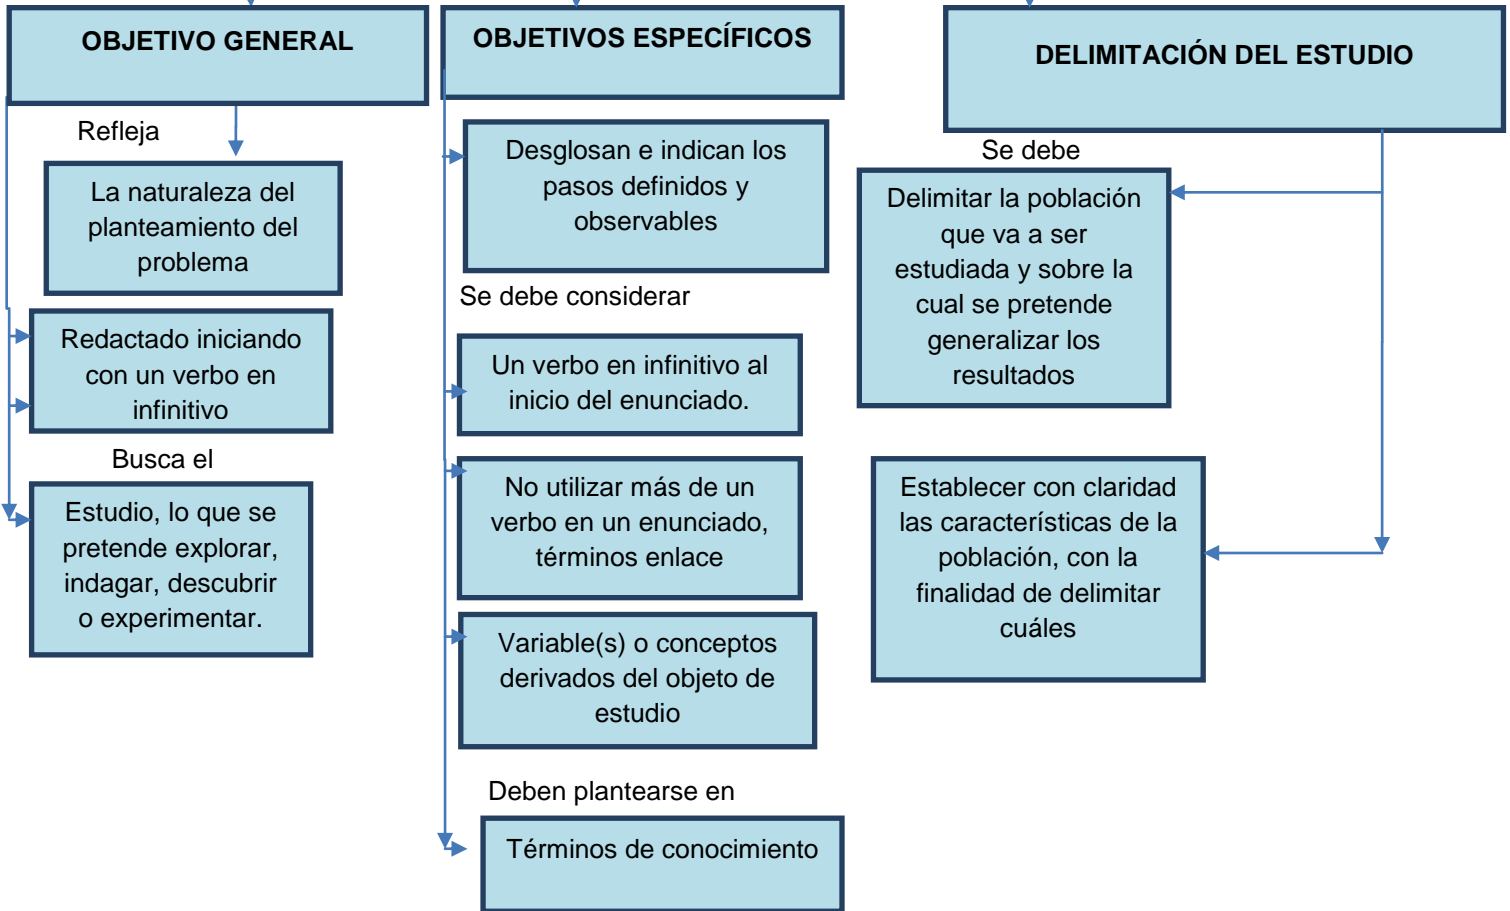 OBJETIVO GENERAL
Refleja
La naturaleza del
planteamiento del
problema
Redactado iniciando
con un verbo en
infinitivo
Busca el
Estudio, lo que se
pretende explorar,
indagar, descubrir
o experimentar.
OBJETIVOS ESPECÍFICOS
Desglosan e indican los
pasos definidos y
observables
Se debe considerar
Un verbo en infinitivo al
inicio del enunciado.
No utilizar más de un
verbo en un enunciado,
términos enlace
Variable(s) o conceptos
derivados del objeto de
estudio
Deben plantearse en
Términos de conocimiento
DELIMITACIÓN DEL ESTUDIO
Se debe
Delimitar la población
que va a ser
estudiada y sobre la
cual se pretende
generalizar los
resultados
Establecer con claridad
las características de la
población, con la
finalidad de delimitar
cuáles